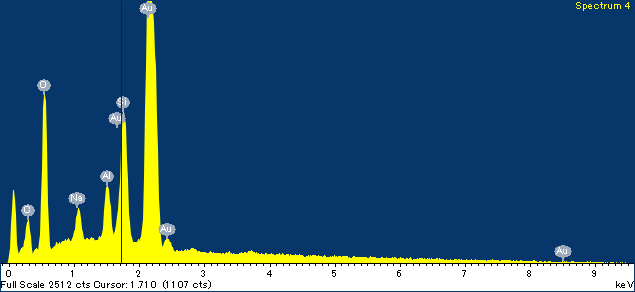 Spectrum 4
Au
O
Si
Au
Al
Na
O
Au
Au
0 1 2 3 4 5 6 7 8 9
Full Scale 2512 cts Cursor: 1.710 (1107 cts) keV